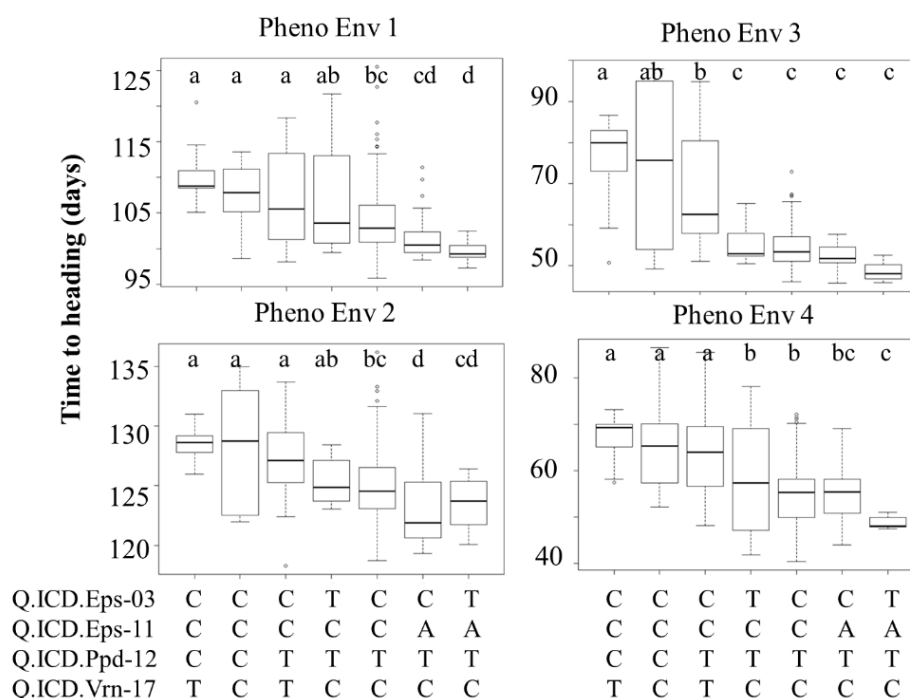 Pheno Env 1
Pheno Env 3
Time to heading (days)
125
115
105
95
a a a ab bc cd d
90
70
50
a ab b c c c c
Pheno Env 2
Pheno Env 4
135
130
125
120
a a a ab bc d cd
80
60
40
a a a b b bc c
Q.ICD.Eps-03 C C C T C C T C C C T C C T
Q.ICD.Eps-11 C C C C C A A C C C C C A A
Q.ICD.Ppd-12 C C T T T T T C C T T T T T
Q.ICD.Vrn-17 T C T C C C C T C T C C C C